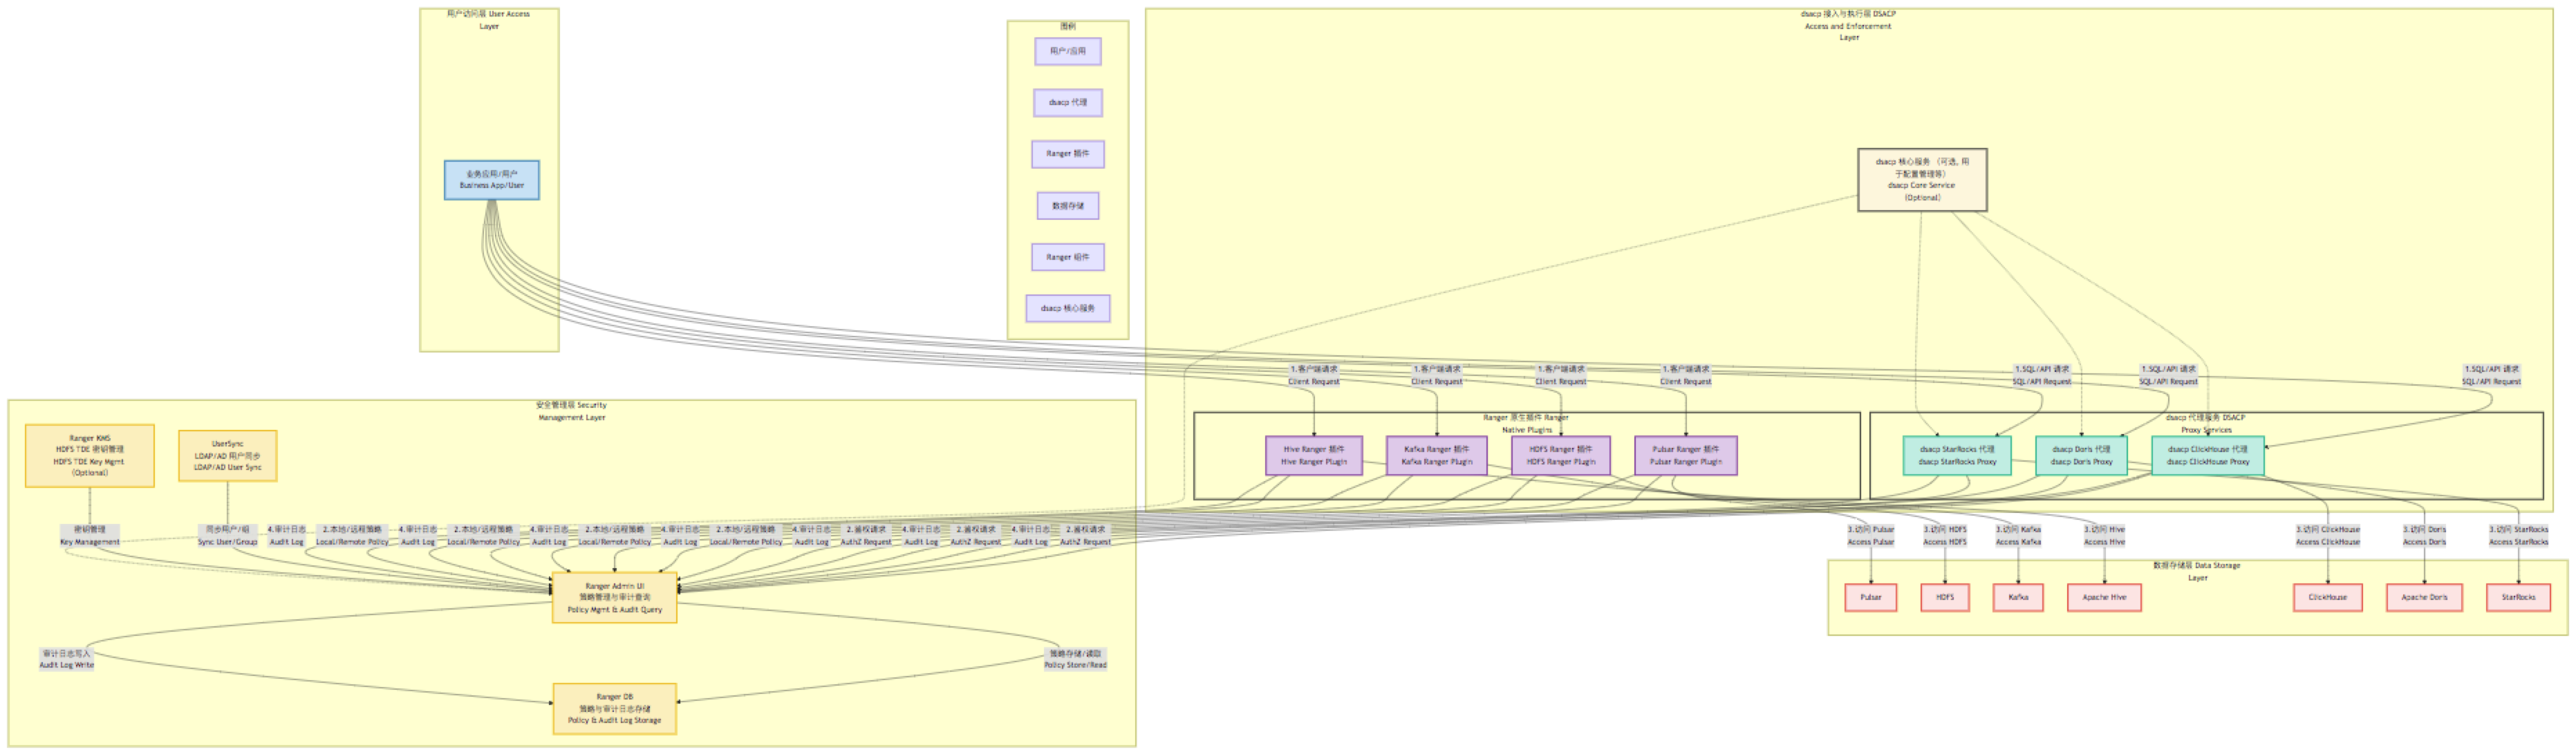 用户访问层 User Access
Layer
业务应用/用户
Business App/User
图例
用户/应用
dsacp 代理
Ranger 插件
数据存储
Ranger 组件
dsacp 核心服务
dsacp 接入与执行层 DSACP
Access and Enforcement
Layer
dsacp 核心服务 （可选, 用
于配置管理等）
dsacp Core Service
(Optional)
1.客户端请求
Client Request
1.客户端请求
Client Request
1.客户端请求
Client Request
1.客户端请求
Client Request
1.SQL/API 请求
SQL/API Request
1.SQL/API 请求
SQL/API Request
1.SQL/API 请求
SQL/API Request
Ranger 原生插件 Ranger
Native Plugins
Hive Ranger 插件
Hive Ranger Plugin
Kafka Ranger 插件
Kafka Ranger Plugin
HDFS Ranger 插件
HDFS Ranger Plugin
Pulsar Ranger 插件
Pulsar Ranger Plugin
dsacp 代理服务 DSACP
Proxy Services
dsacp StarRocks 代理
dsacp StarRocks Proxy
dsacp Doris 代理
dsacp Doris Proxy
dsacp ClickHouse 代理
dsacp ClickHouse Proxy
安全管理层 Security
Management Layer
Ranger KMS
HDFS TDE 密钥管理
HDFS TDE Key Mgmt
(Optional)
UserSync
LDAP/AD 用户同步
LDAP/AD User Sync
密钥管理
Key Management
同步用户/组
Sync User/Group
4.审计日志
Audit Log
2.本地/远程策略
Local/Remote Policy
4.审计日志
Audit Log
2.本地/远程策略
Local/Remote Policy
4.审计日志
Audit Log
2.本地/远程策略
Local/Remote Policy
4.审计日志
Audit Log
2.本地/远程策略
Local/Remote Policy
4.审计日志
Audit Log
2.鉴权请求
AuthZ Request
4.审计日志
Audit Log
2.鉴权请求
AuthZ Request
4.审计日志
Audit Log
2.鉴权请求
AuthZ Request
Ranger Admin UI
策略管理与审计查询
Policy Mgmt & Audit Query
审计日志写入
Audit Log Write
策略存储/读取
Policy Store/Read
Ranger DB
策略与审计日志存储
Policy & Audit Log Storage
3.访问 Pulsar
Access Pulsar
3.访问 HDFS
Access HDFS
3.访问 Kafka
Access Kafka
3.访问 Hive
Access Hive
3.访问 ClickHouse
Access ClickHouse
3.访问 Doris
Access Doris
3.访问 StarRocks
Access StarRocks
数据存储层 Data Storage
Layer
Pulsar
HDFS
Kafka
Apache Hive
ClickHouse
Apache Doris
StarRocks